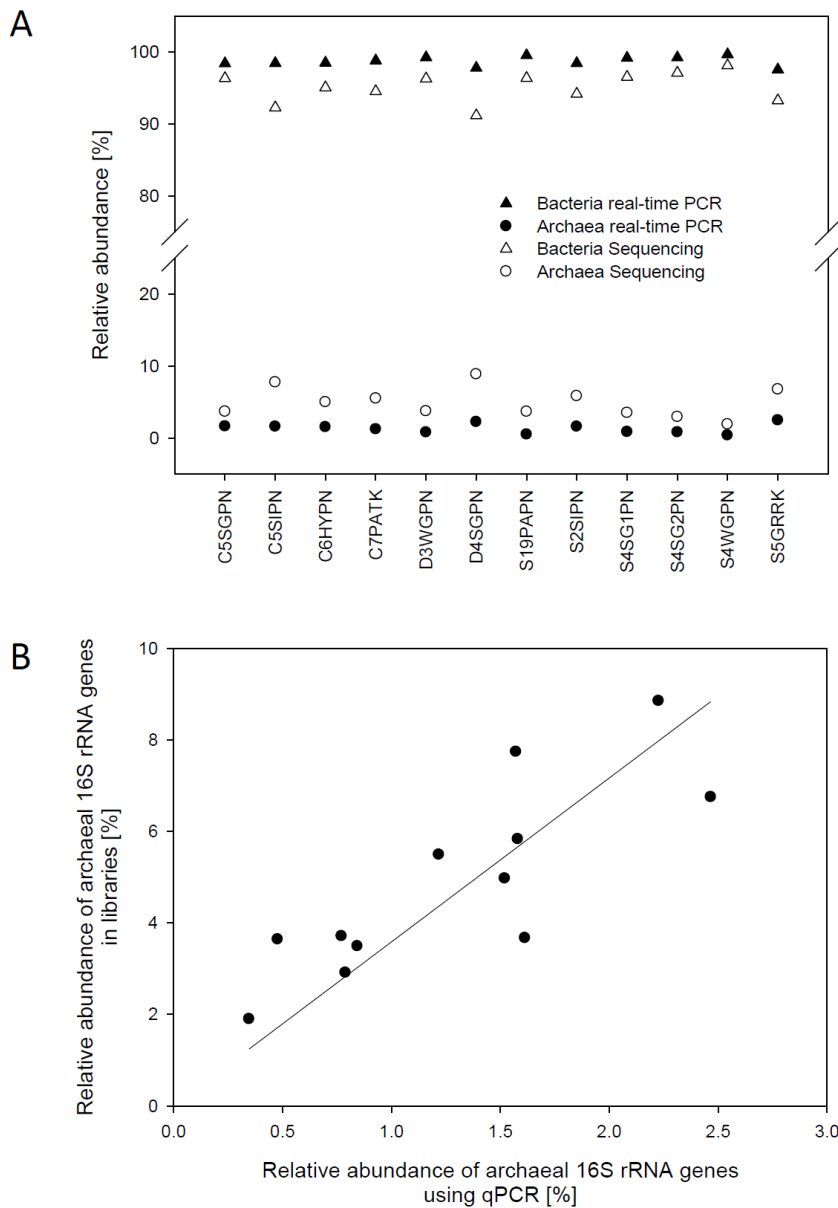 A
Relative abundance [%]
100
90
80
20
10
0
Bacteria real-time PCR
Archaea real-time PCR
Bacteria Sequencing
Archaea Sequencing
C5SGPN
C5SIPN
C6HYPN
C7PATK
D3WGPN
D4SGPN
S19PAPN
S2SIPN
S4SG1PN
S4SG2PN
S4WGPN
S5GRRK
B
Relative abundance of archaeal 16S rRNA genes
in libraries [%]
10
8
6
4
2
0
0.0 0.5 1.0 1.5 2.0 2.5 3.0
Relative abundance of archaeal 16S rRNA genes
using qPCR [%]